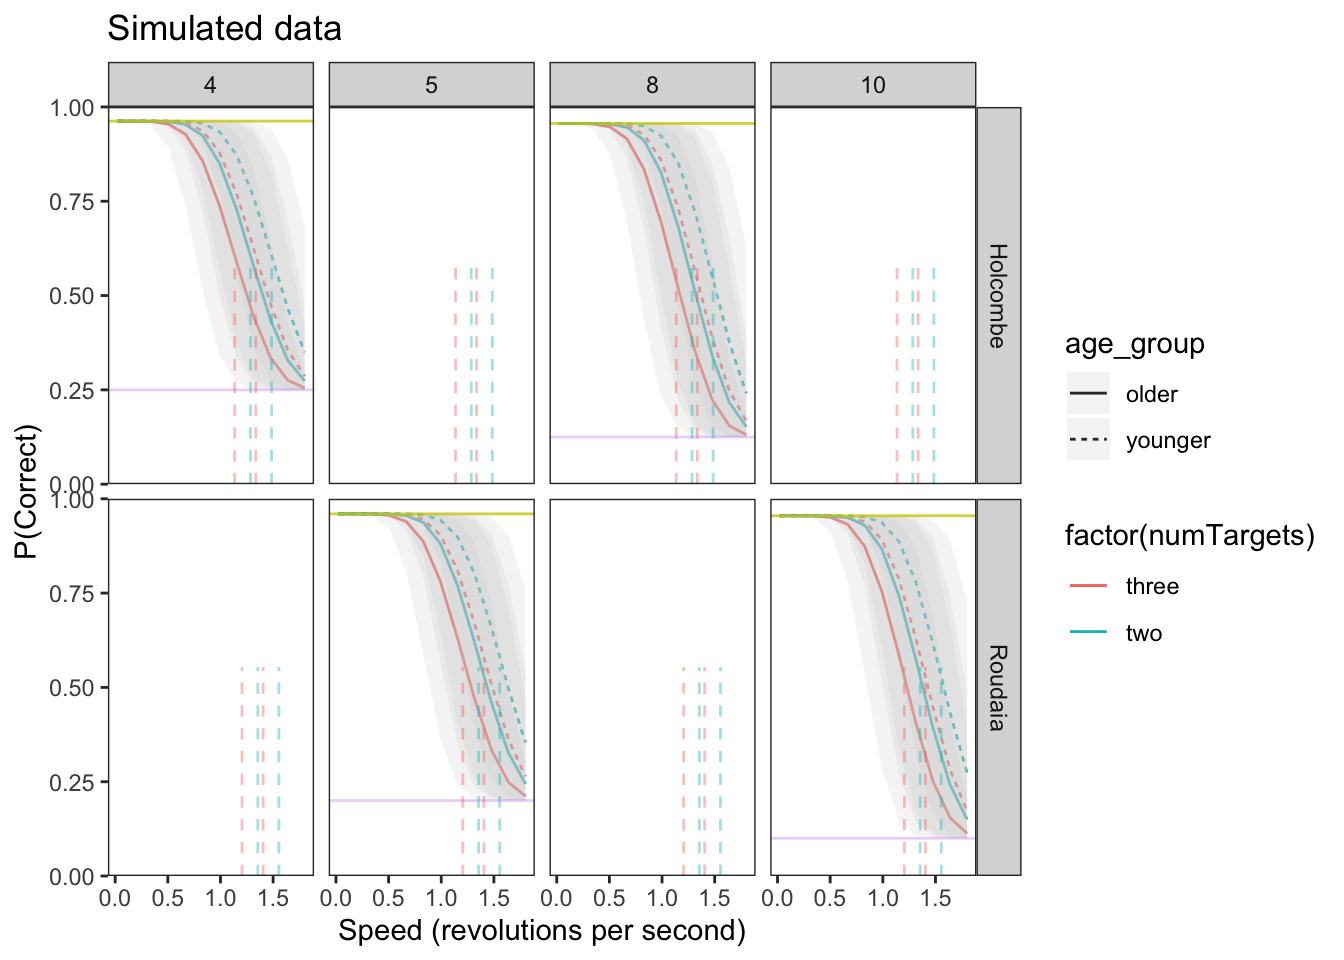 Simulated data
4 5 8 10
1.00
0.75
0.50
0.25
0.00
Holcombe
P(Correct)
1.00
0.75
0.50
0.25
0.00
Roudaia
0.0 0.5 1.0 1.5 0.0 0.5 1.0 1.5 0.0 0.5 1.0 1.5 0.0 0.5 1.0 1.5
Speed (revolutions per second)
age_group
older
younger
factor(numTargets)
three
two